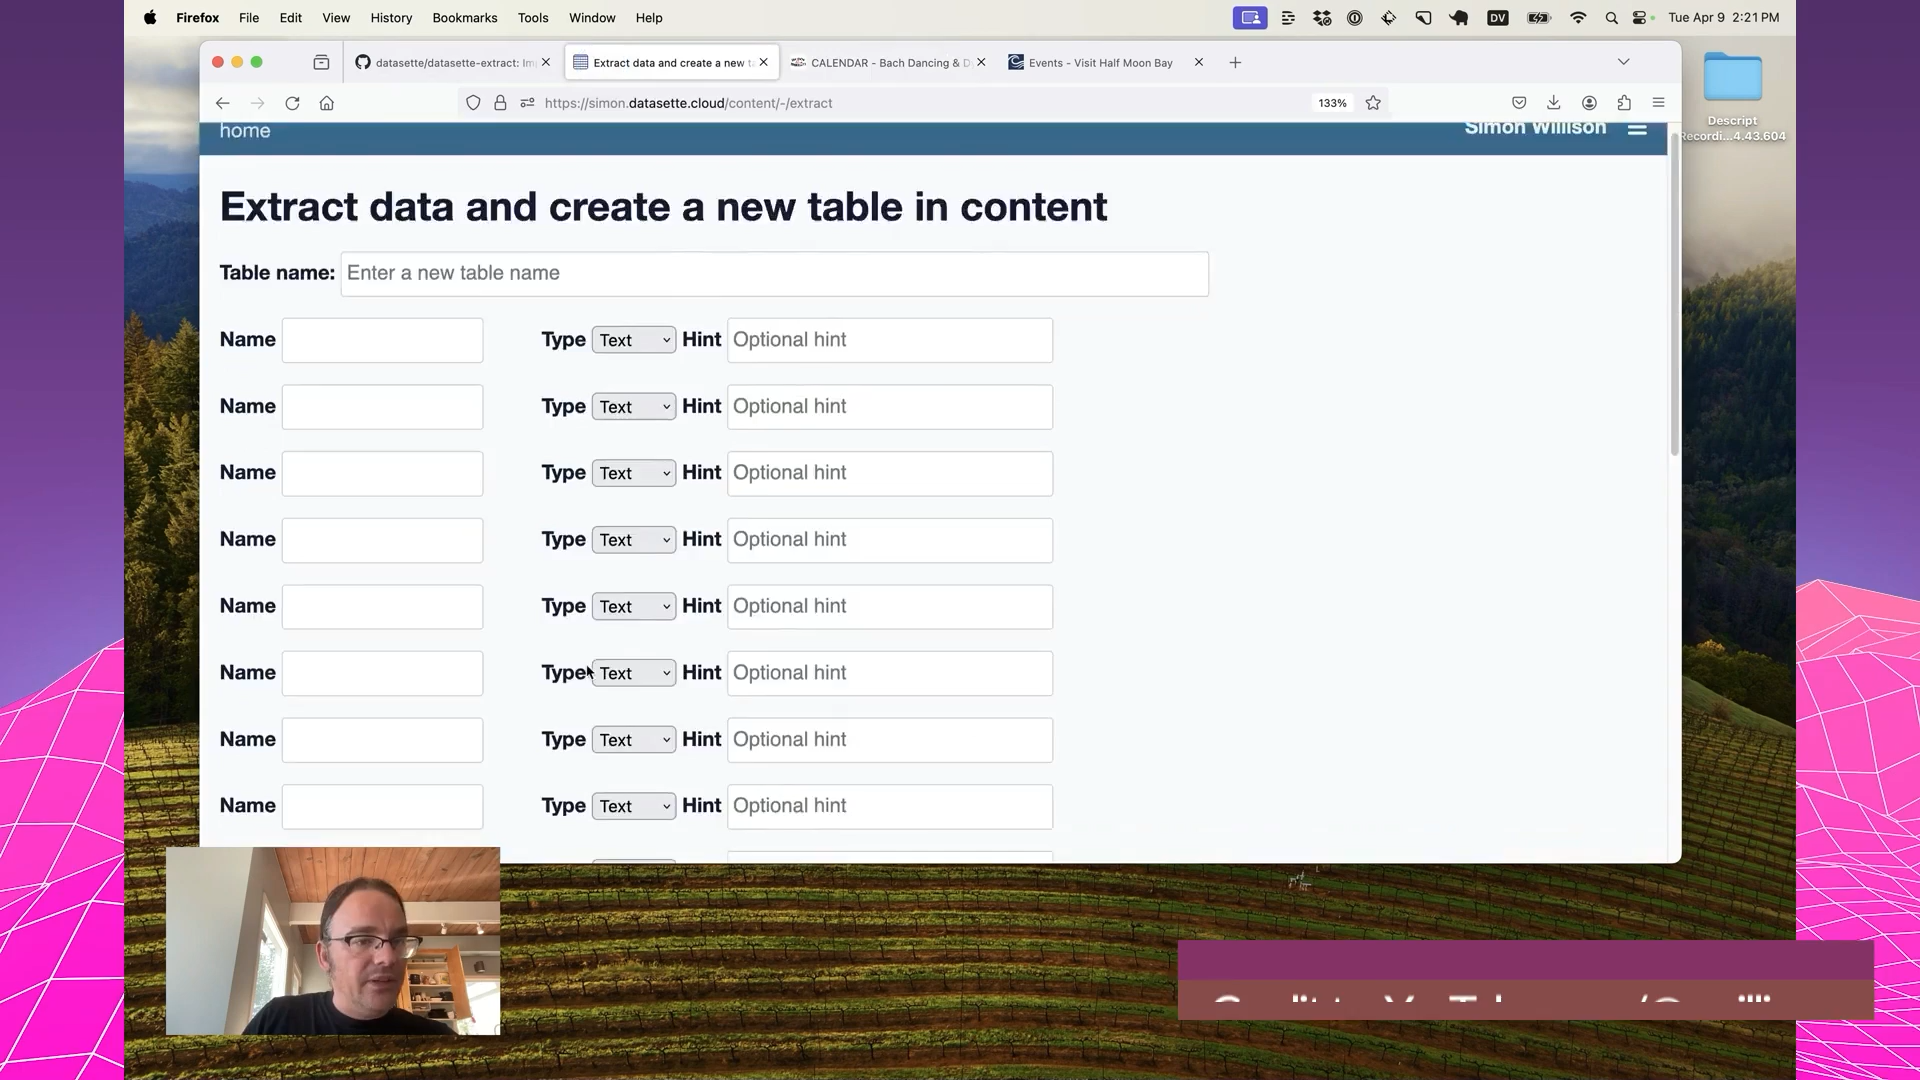 Firefox File Edit View History Bookmarks Tools Window Help
DV
Tue Apr 9 2:21 PM
datasette/datasette-extract: Im
Extract data and create a new t
CALENDAR - Bach Dancing & D
Events - Visit Half Moon Bay
https://simon.datasette.cloud/content/-/extract
133%
Descript
Recordi...4.43.604
home
Simon Willison
Extract data and create a new table in content
Table name: Enter a new table name
Name Type Text Hint Optional hint
Name Type Text Hint Optional hint
Name Type Text Hint Optional hint
Name Type Text Hint Optional hint
Name Type Text Hint Optional hint
Name Type Text Hint Optional hint
Name Type Text Hint Optional hint
Name Type Text Hint Optional hint